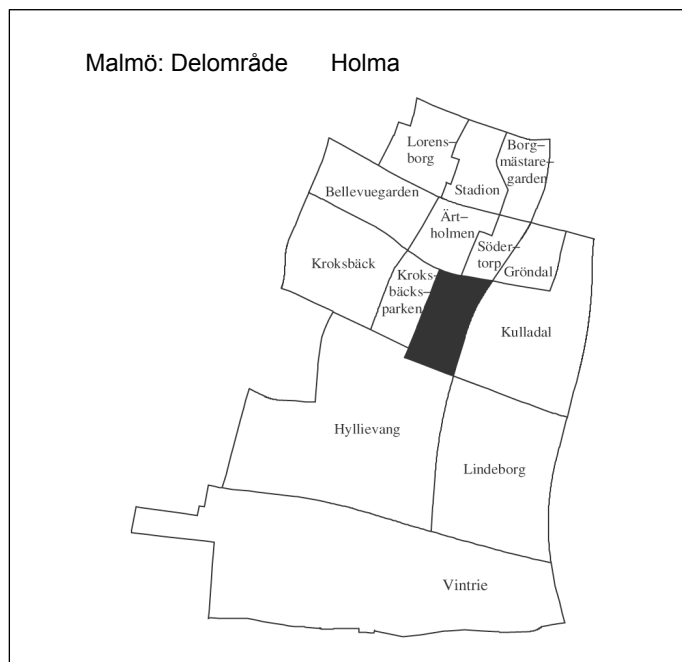 Malmö: Delområde Holma
Lorens–
borg
Borg–
mästare–
garden
Stadion
Bellevuegarden
Ärt–
holmen
Söder–
torp
Gröndal
Kroksbäck
Kroks–
bäcks–
parken
Kulladal
Hyllievang
Lindeborg
Vintrie